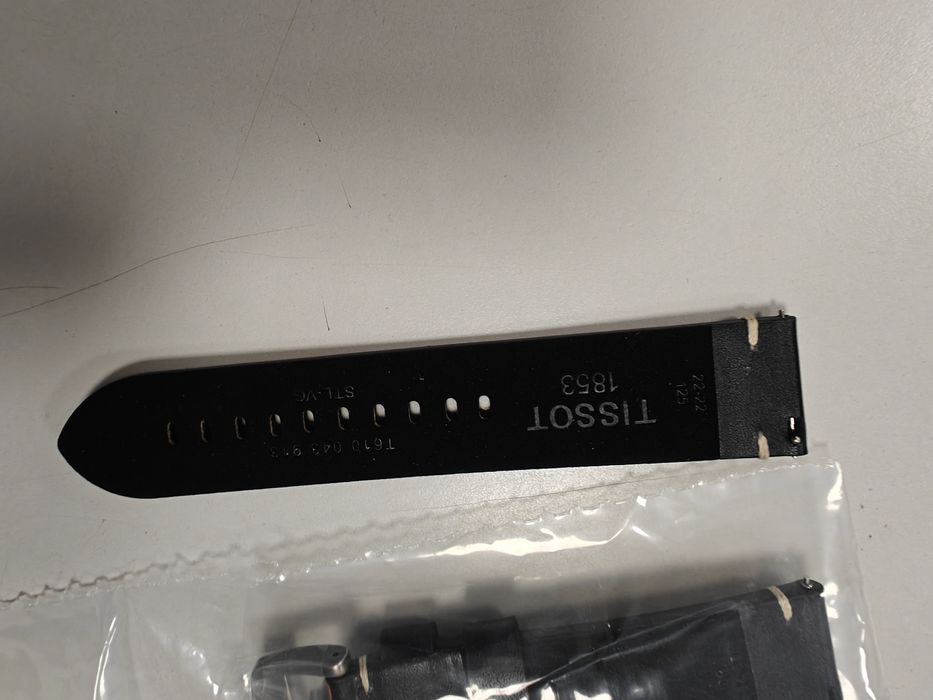 22-22
125
TISSOT
1853
T610 043 913
STL-VG